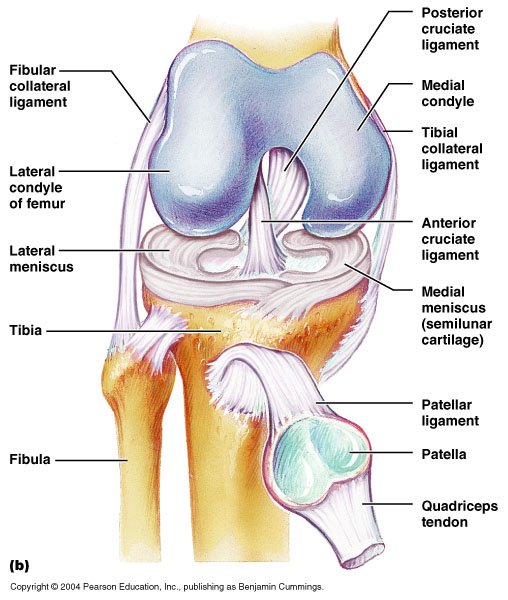 Posterior
cruciate
ligament
Fibular
collateral
ligament
Medial
condyle
Tibial
collateral
ligament
Lateral
condyle
of femur
Anterior
cruciate
ligament
Lateral
meniscus
Medial
meniscus
(semilunar
cartilage)
Tibia
Patellar
ligament
Patella
Fibula
Quadriceps
tendon
(b)
Copyright © 2004 Pearson Education, Inc., publishing as Benjamin Cummings.